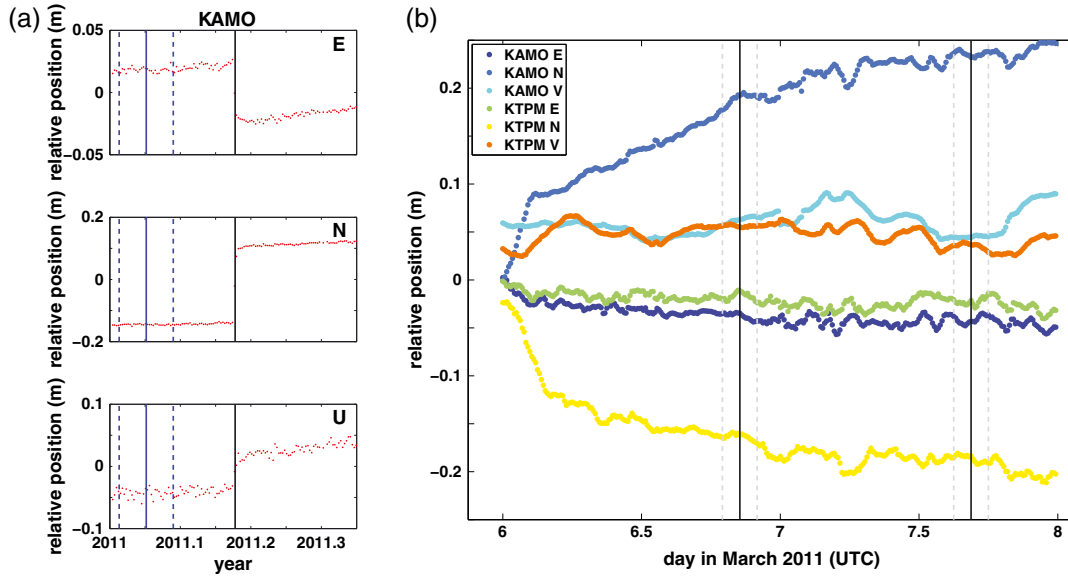 (a)
KAMO
relative position (m)
0.05
0
−0.05
E
relative position (m)
0.2
0
−0.2
N
relative position (m)
0.1
0
−0.1
U
2011
2011.1
2011.2
2011.3
year
(b)
relative position (m)
0.2
0.1
0
−0.1
−0.2
KAMO E
KAMO N
KAMO V
KTPM E
KTPM N
KTPM V
6
6.5
7
7.5
8
day in March 2011 (UTC)